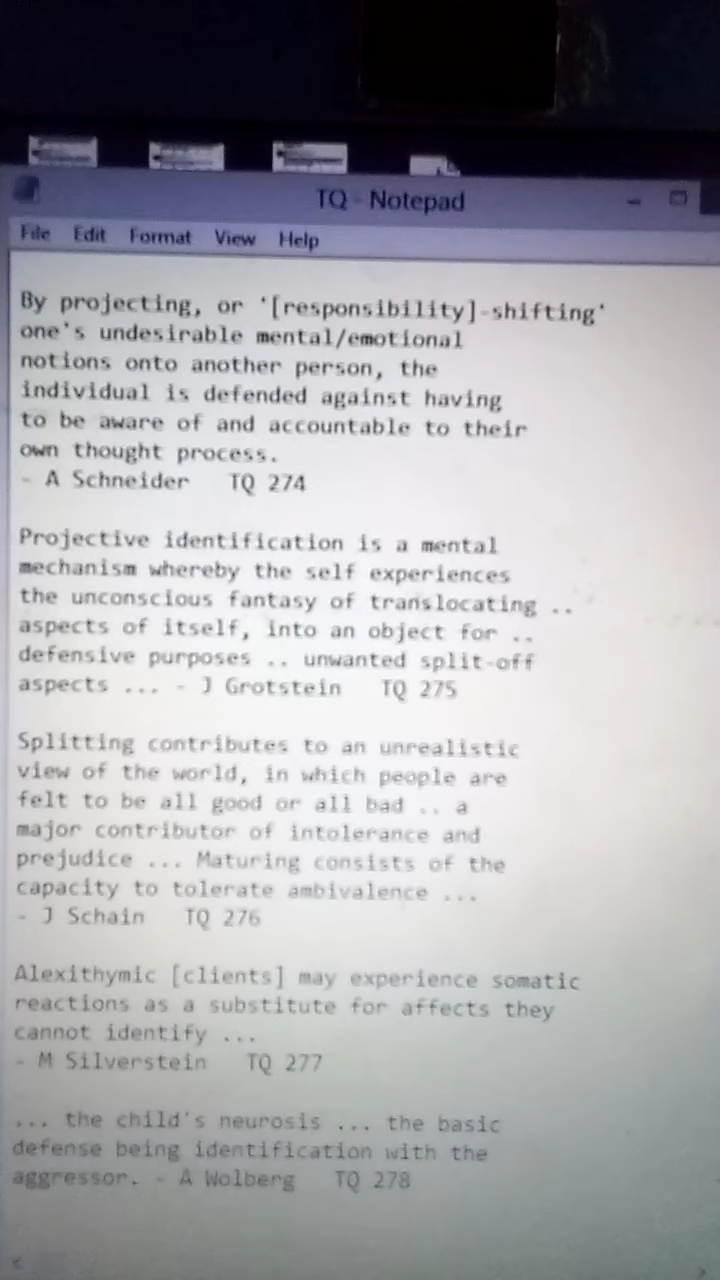 TQ - Notepad
File Edit Format View Help
By projecting, or '[responsibility]-shifting'
one's undesirable mental/emotional
notions onto another person, the
individual is defended against having
to be aware of and accountable to their
own thought process.
- A Schneider TQ 274
Projective identification is a mental
mechanism whereby the self experiences
the unconscious fantasy of translocating ..
aspects of itself, into an object for ..
defensive purposes .. unwanted split-off
aspects ... - J Grotstein TQ 275
Splitting contributes to an unrealistic
view of the world, in which people are
felt to be all good or all bad .. a
major contributor of intolerance and
prejudice ... Maturing consists of the
capacity to tolerate ambivalence ...
- J Schain TQ 276
Alexithymic [clients] may experience somatic
reactions as a substitute for affects they
cannot identify ...
- M Silverstein TQ 277
... the child's neurosis ... the basic
defense being identification with the
aggressor. - A Wolberg TQ 278